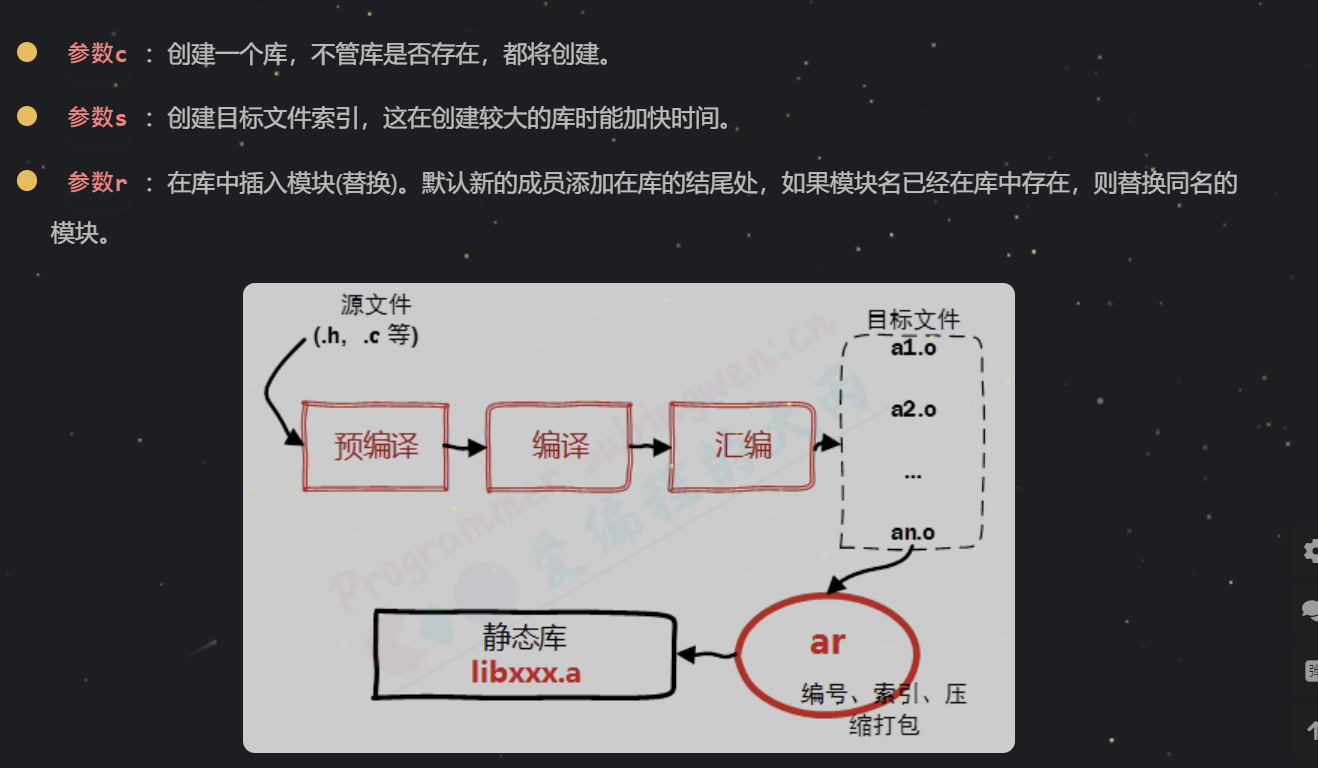 参数c ：创建一个库，不管库是否存在，都将创建。
参数s ：创建目标文件索引，这在创建较大的库时能加快时间。
参数r ：在库中插入模块(替换)。默认新的成员添加在库的结尾处，如果模块名已经在库中存在，则替换同名的
模块。
源文件
(.h，.c 等)
目标文件
a1.o
a2.o
...
an.o
预编译
编译
汇编
ar
编号、索引、压
缩打包
静态库
libxxx.a
Programmer subingwen.cn
爱编程的大丙
弹